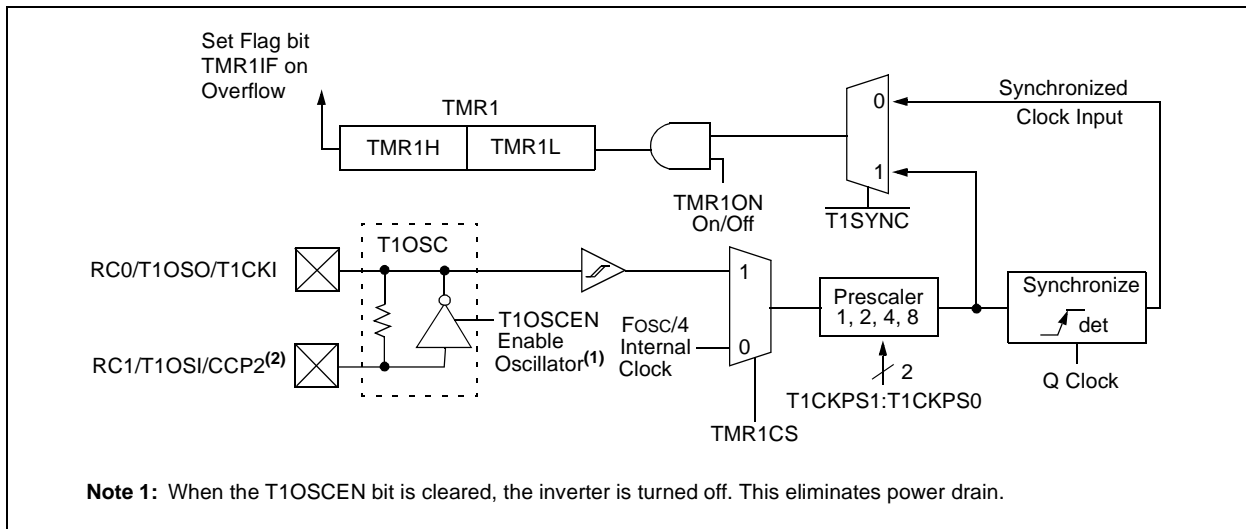 Set Flag bit
TMR1IF on
Overflow
TMR1
TMR1H
TMR1L
TMR1ON
On/Off
0
1
T1SYNC
Synchronized
Clock Input
RC0/T1OSO/T1CKI
T1OSC
RC1/T1OSI/CCP2(2)
T1OSCEN
Enable
Oscillator(1)
FOSC/4
Internal
Clock
1
0
TMR1CS
Prescaler
1, 2, 4, 8
2
T1CKPS1:T1CKPS0
Synchronize
det
Q Clock
Note 1: When the T1OSCEN bit is cleared, the inverter is turned off. This eliminates power drain.